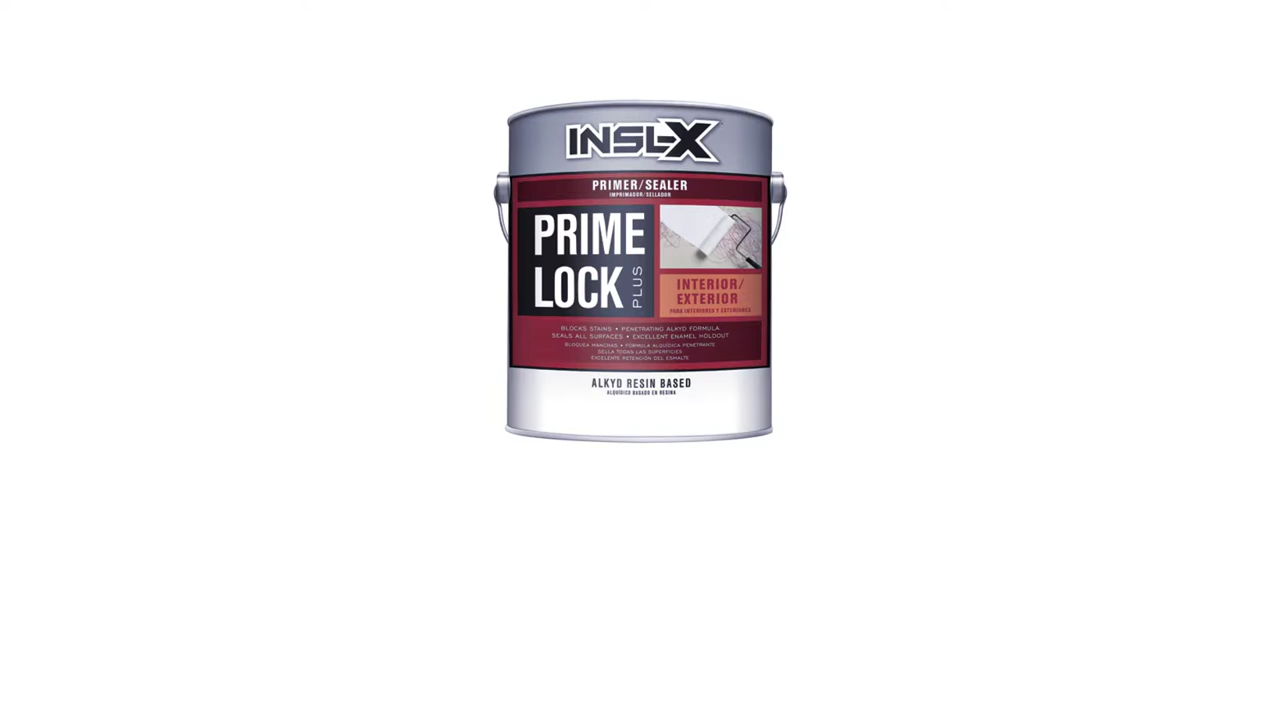 INSL-X
PRIMER/SEALER
IMPRIMADOR/SELLADOR
PRIME
LOCK PLUS
INTERIOR/
EXTERIOR
PARA INTERIORES Y EXTERIORES
BLOCKS STAINS • PENETRATING ALKYD FORMULA
SEALS ALL SURFACES • EXCELLENT ENAMEL HOLDOUT
BLOQUEA MANCHAS • FÓRMULA ALQUÍDICA PENETRANTE
SELLA TODAS LAS SUPERFICIES
EXCELENTE RETENCIÓN DEL ESMALTE
ALKYD RESIN BASED
ALQUÍDICO BASADO EN RESINA